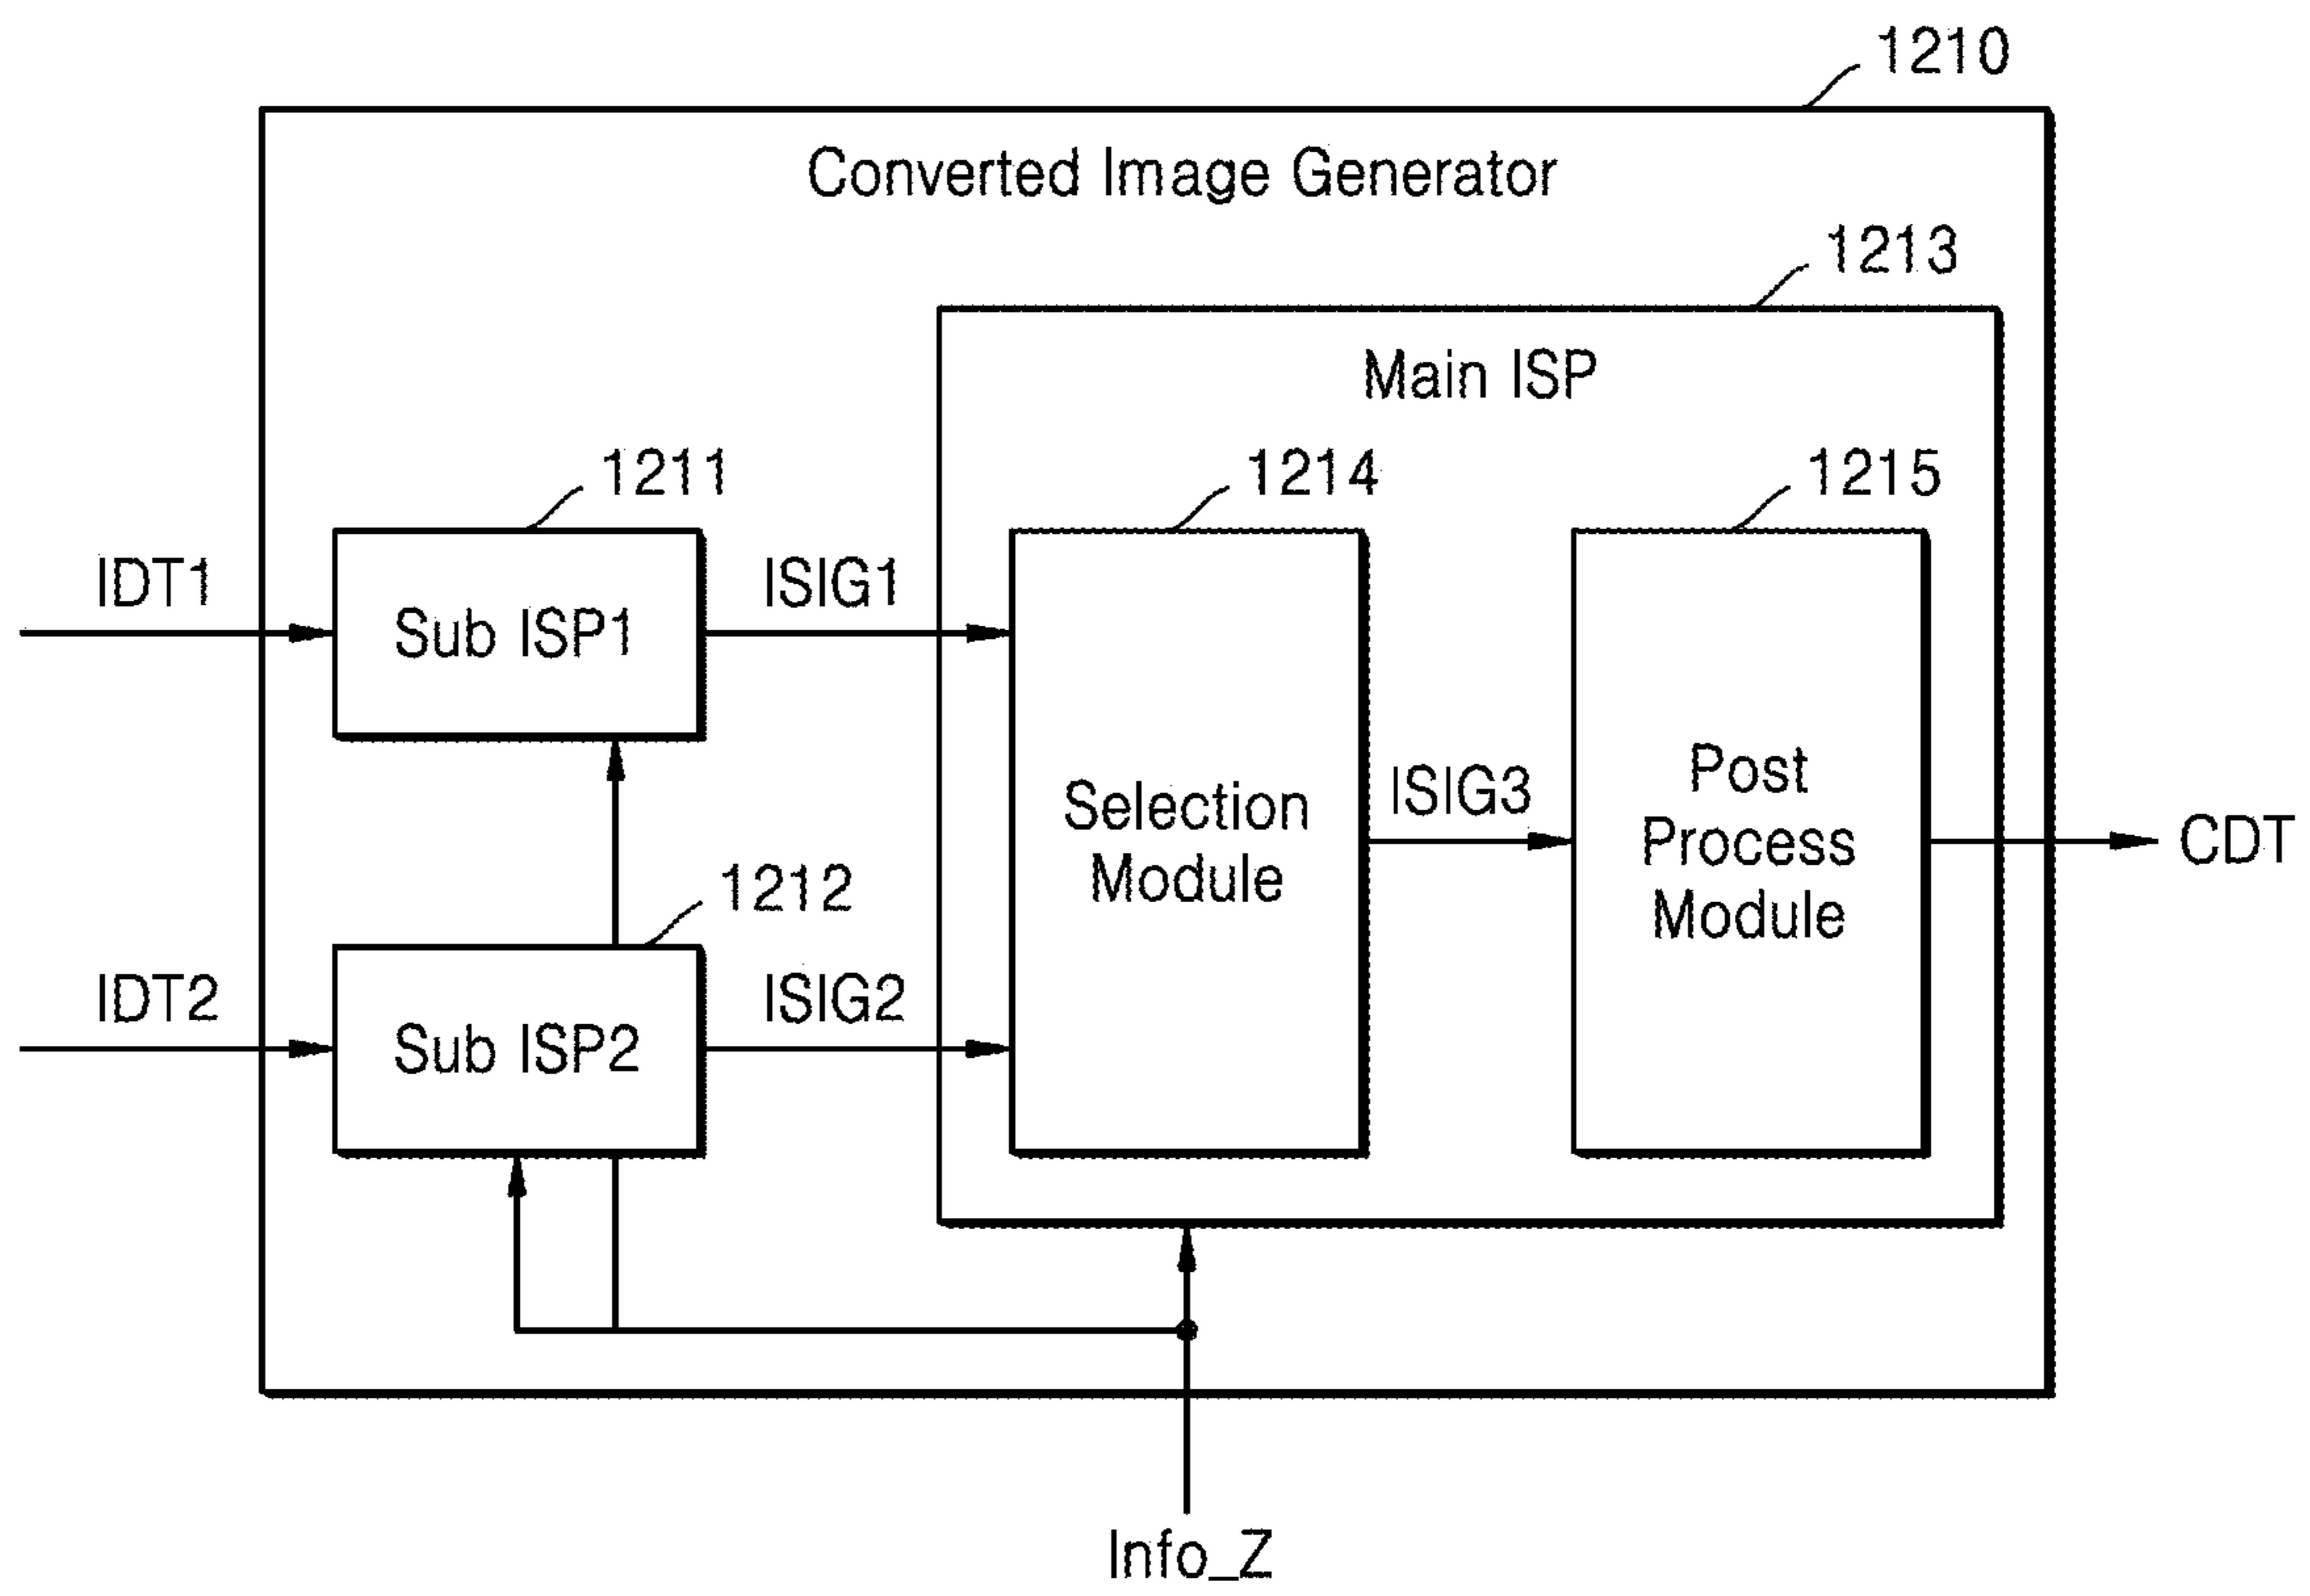 1210
Converted Image Generator
1213
Main ISP
1211
1214
1215
IDT1
Sub ISP1
ISIG1
Selection
Module
ISIG3
Post
Process
Module
CDT
1212
IDT2
Sub ISP2
ISIG2
Info_Z